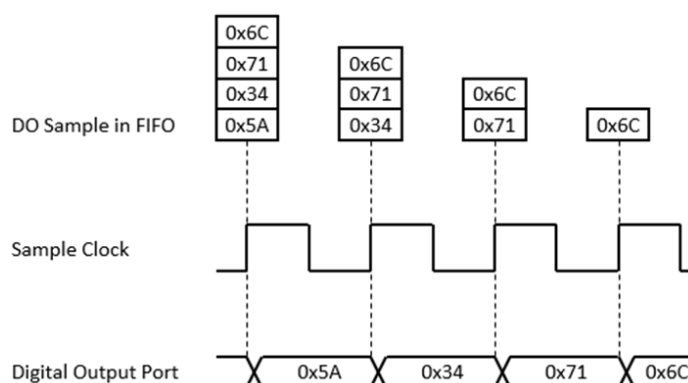 0x6C
0x71 0x6C
0x34 0x71 0x6C
DO Sample in FIFO 0x5A 0x34 0x71 0x6C
Sample Clock
Digital Output Port 0x5A 0x34 0x71 0x6C